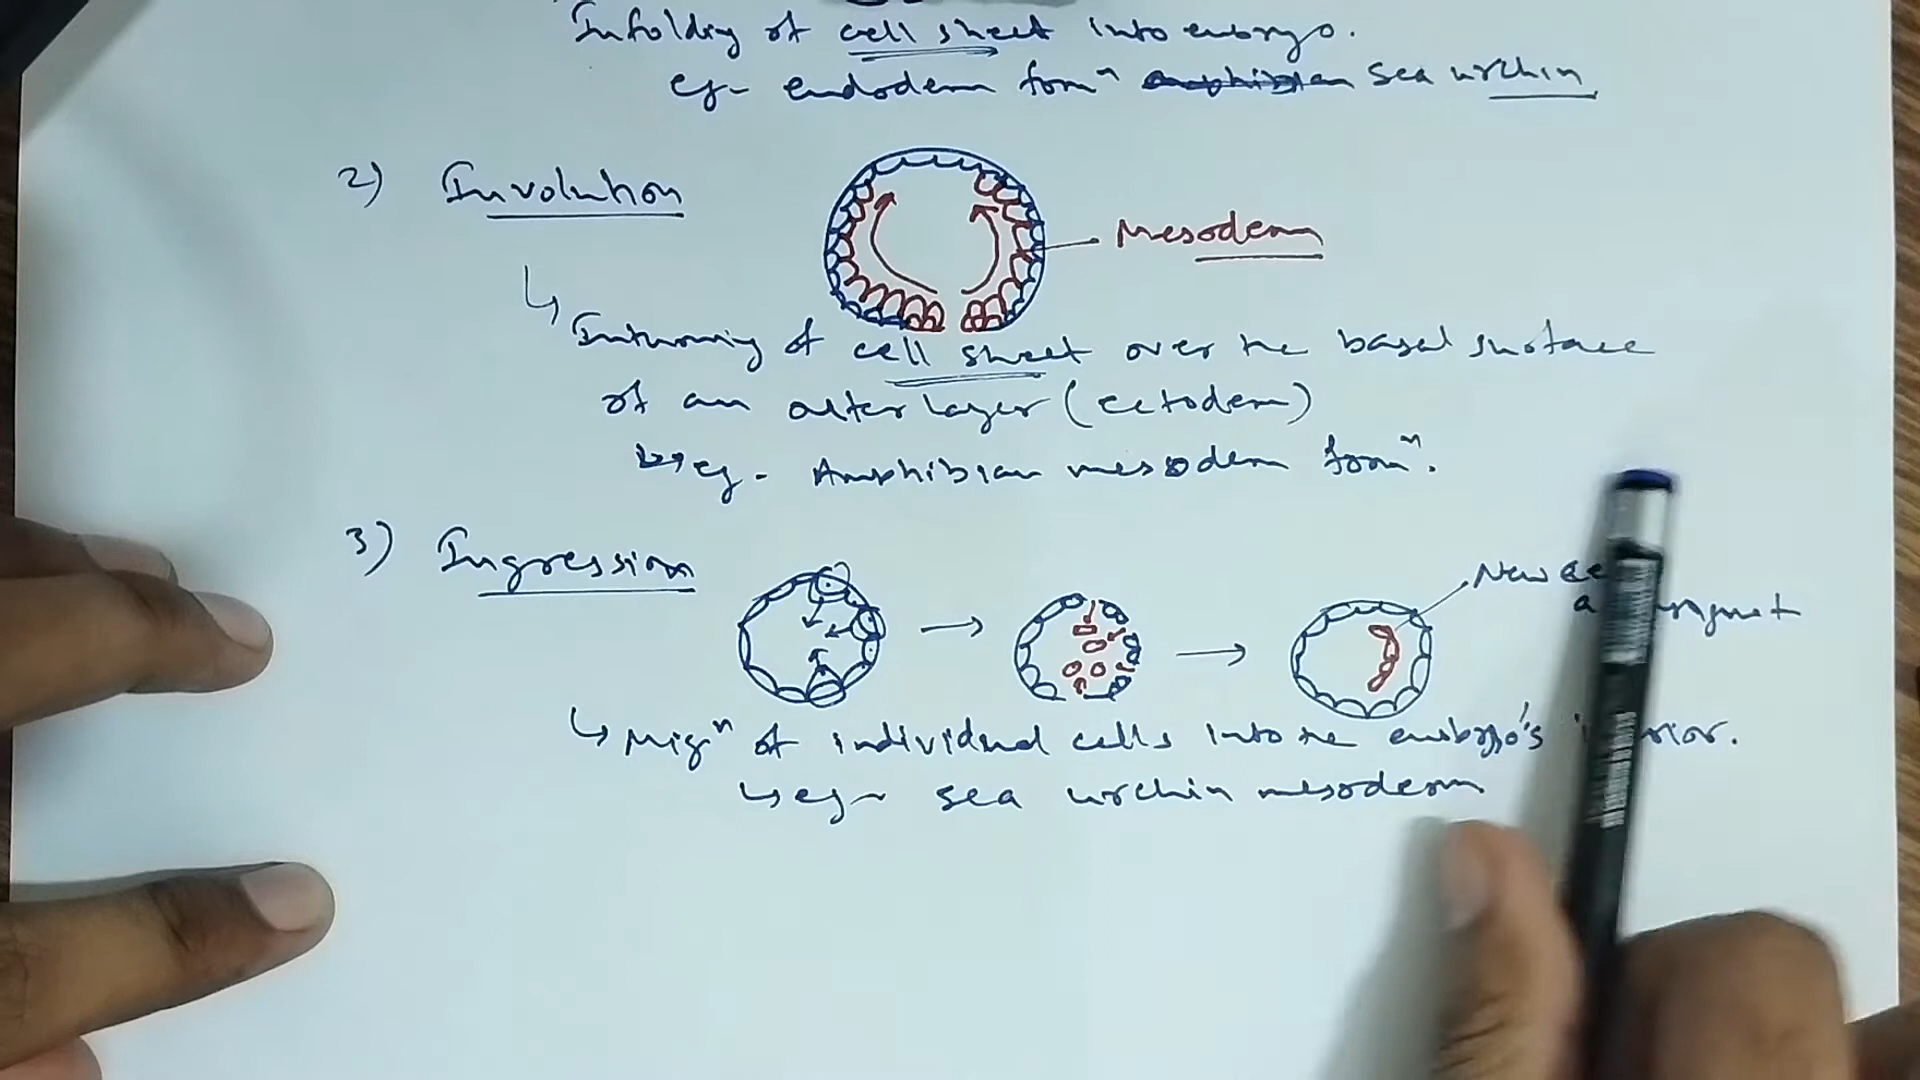 Infolding of cell sheet into embryo.
eg- endoderm formⁿ amphibian sea urchin
2) Involution
Mesoderm
↳ Inturning of cell sheet over the basal surface
of an outer layer (ectoderm)
↳ eg - Amphibian mesoderm formⁿ.
3) Ingression
New
↳ Migⁿ of individual cells into the embryo's
↳ eg - sea urchin mesoderm